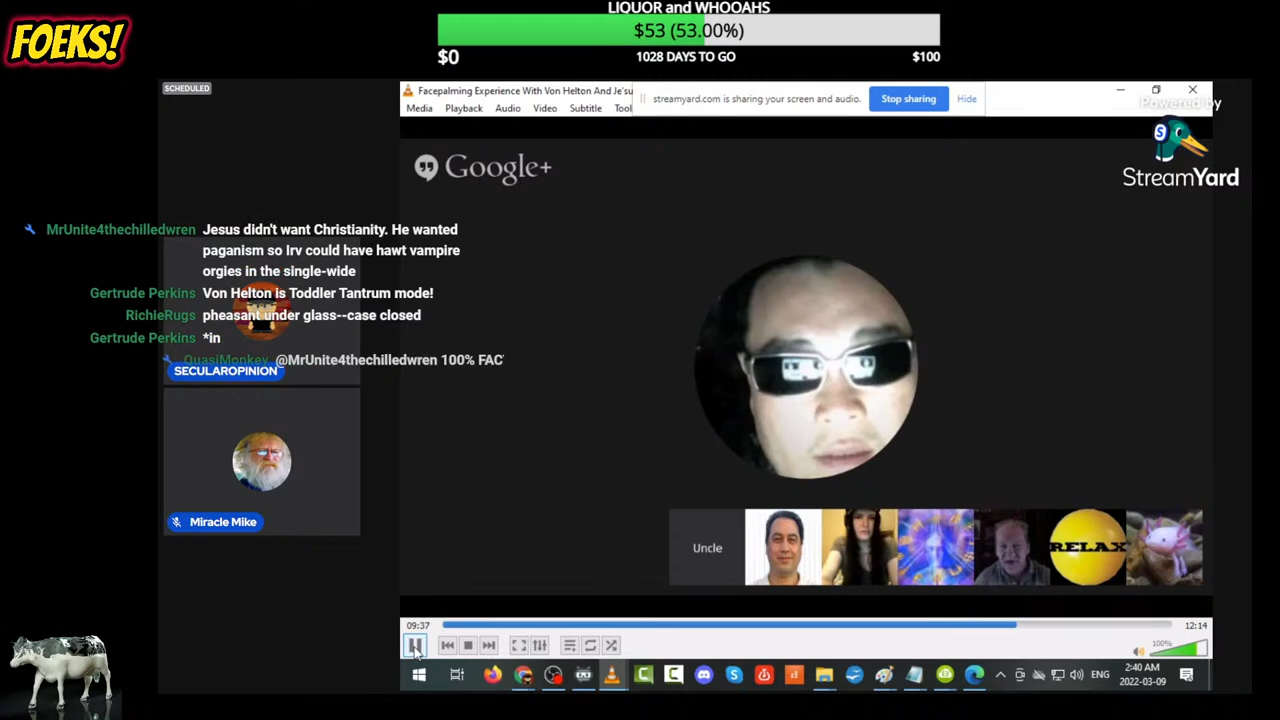 FOEKS!
LIQUOR and WHOOAHS
$53 (53.00%)
$0
1028 DAYS TO GO
$100
SCHEDULED
Facepalming Experience With Von Helton And Je'su
Media Playback Audio Video Subtitle Tool
streamyard.com is sharing your screen and audio.
Stop sharing
Hide
Powered by
StreamYard
Google+
MrUnite4thechilledwren Jesus didn't want Christianity. He wanted
paganism so Irv could have hawt vampire
orgies in the single-wide
Gertrude Perkins Von Helton is Toddler Tantrum mode!
RichieRugs pheasant under glass--case closed
Gertrude Perkins *in
QuasiMonkey @MrUnite4thechilledwren 100% FAC
SECULAROPINION
Miracle Mike
Uncle
RELAX
09:37
12:14
100%
2:40 AM
ENG
2022-03-09